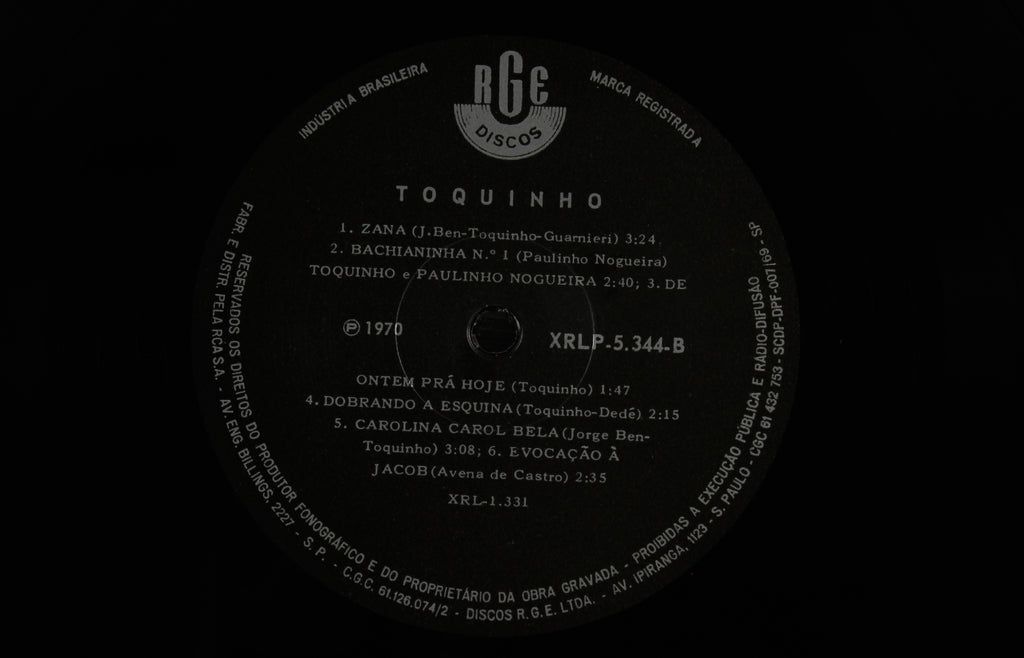 INDÚSTRIA BRASILEIRA
RGE
DISCOS
MARCA REGISTRADA
TOQUINHO
1. ZANA (J.Ben-Toquinho-Guarnieri) 3:24
2. BACHIANINHA N.º 1 (Paulinho Nogueira)
TOQUINHO e PAULINHO NOGUEIRA 2:40; 3. DE
℗ 1970
XRLP-5.344-B
ONTEM PRÁ HOJE (Toquinho) 1:47
4. DOBRANDO A ESQUINA (Toquinho-Dedé) 2:15
5. CAROLINA CAROL BELA (Jorge Ben-
Toquinho) 3:08; 6. EVOCAÇÃO À
JACOB (Avena de Castro) 2:35
XRL-1.331
RESERVADOS OS DIREITOS DO PRODUTOR FONOGRÁFICO E DO PROPRIETÁRIO DA OBRA GRAVADA - PROIBIDAS A EXECUÇÃO PÚBLICA E RÁDIO-DIFUSÃO
FABR. E DISTR. PELA RCA S.A. - AV. ENG. BILLINGS, 2227 - S. P. - C.G.C. 61.126.074/2 - DISCOS R.G.E. LTDA. - AV. IPIRANGA, 1123 - S. PAULO - CGC 61 432 753 - SCDP-DPF-007/69 - SP